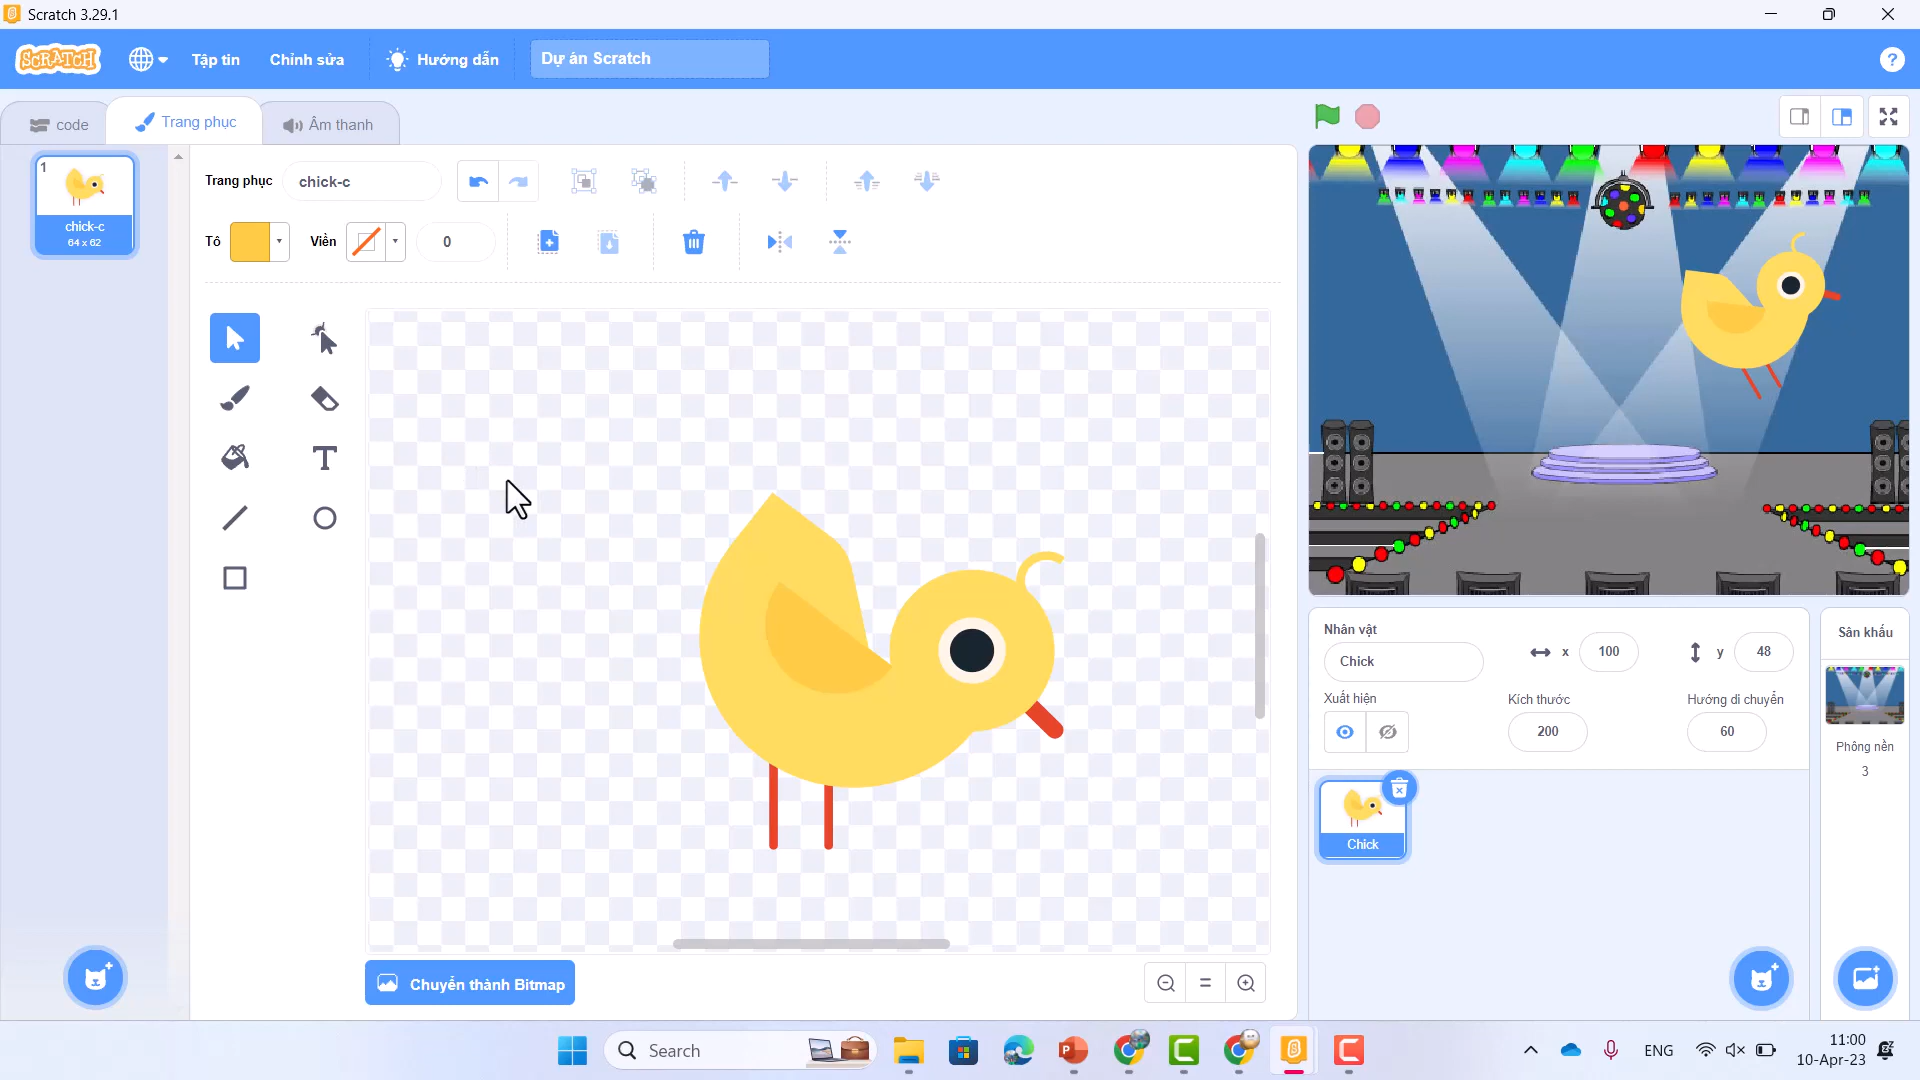 Scratch 3.29.1
SCRATCH
Tập tin
Chỉnh sửa
Hướng dẫn
Dự án Scratch
?
code
Trang phục
Âm thanh
1
chick-c
64 x 62
Trang phục
chick-c
Tô
Viền
0
T
Chuyển thành Bitmap
Nhân vật
Chick
x
100
y
48
Xuất hiện
Kích thước
200
Hướng di chuyển
60
Chick
Sân khấu
Phông nền
3
Search
ENG
11:00
10-Apr-23